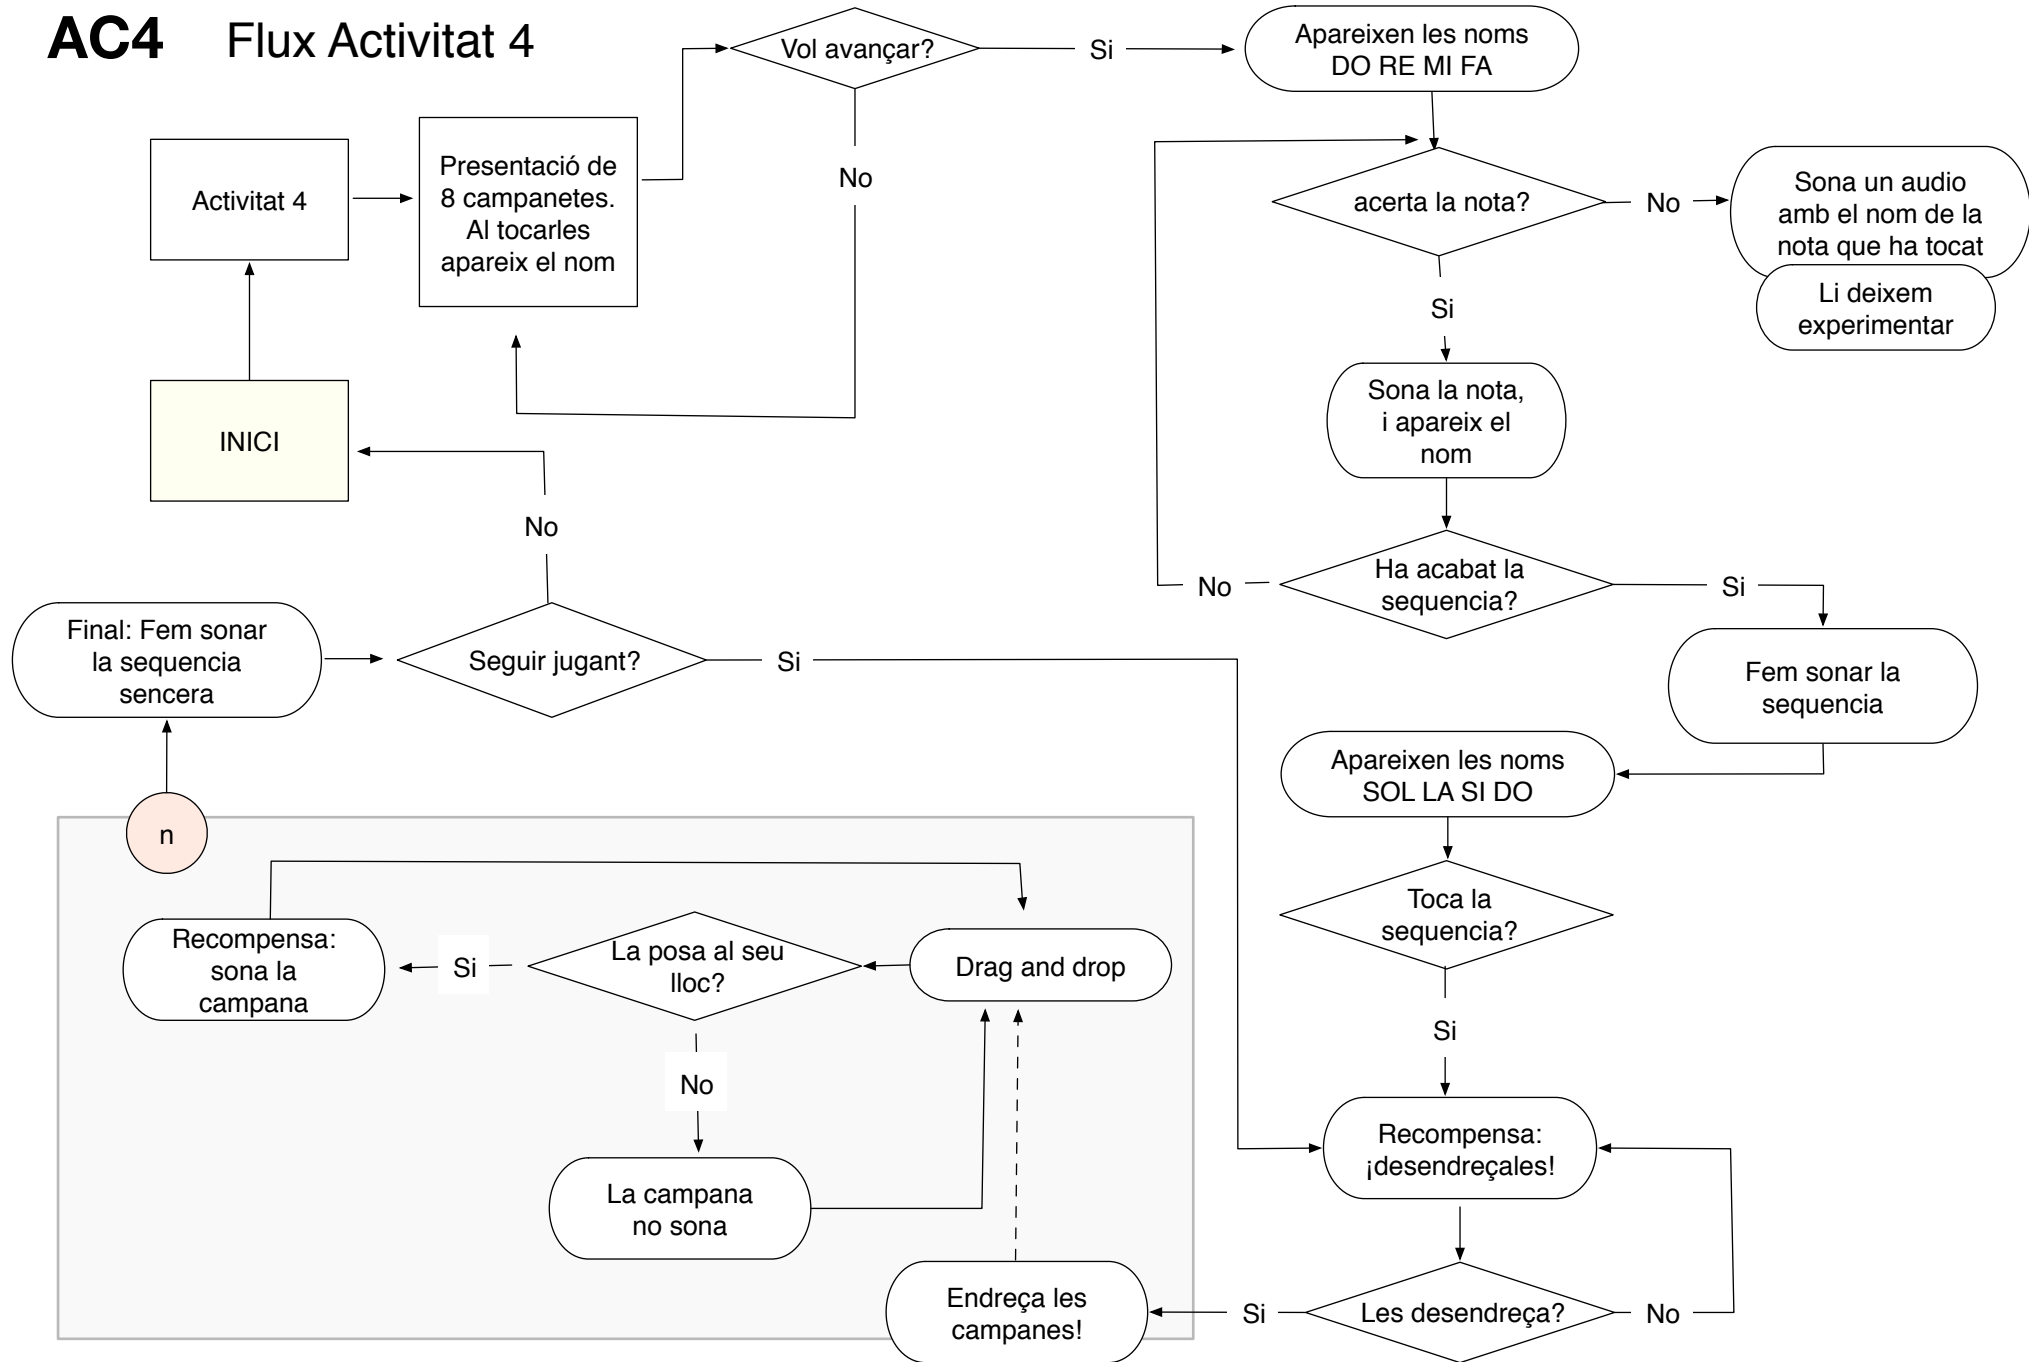 AC4 Flux Activitat 4
Vol avançar?
Si
Apareixen les noms
DO RE MI FA
No
Activitat 4
Presentació de
8 campanetes.
Al tocarles
apareix el nom
acerta la nota?
No
Sona un audio
amb el nom de la
nota que ha tocat
Li deixem
experimentar
Si
Sona la nota,
i apareix el
nom
INICI
No
Ha acabat la
sequencia?
No
Si
Final: Fem sonar
la sequencia
sencera
Seguir jugant?
Si
Fem sonar la
sequencia
Apareixen les noms
SOL LA SI DO
n
Toca la
sequencia?
Recompensa:
sona la
campana
Si
La posa al seu
lloc?
Drag and drop
Si
No
Recompensa:
¡desendreçales!
La campana
no sona
Endreça les
campanes!
Si
Les desendreça?
No